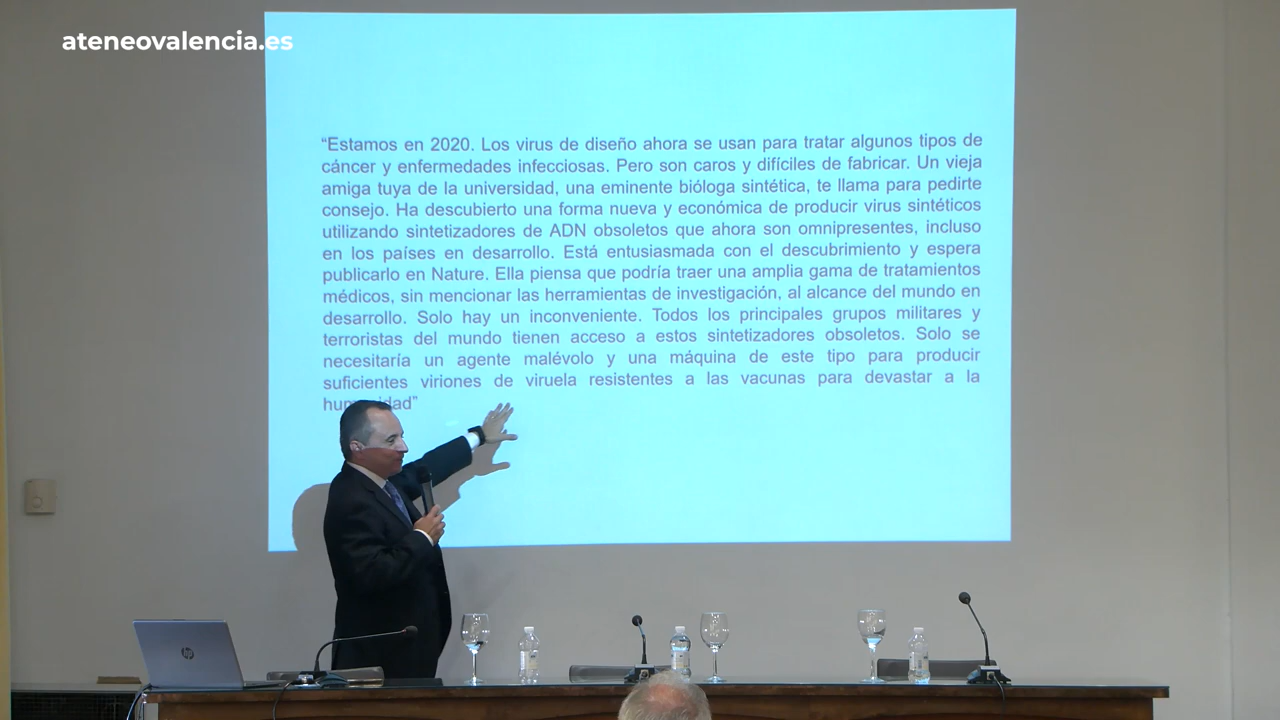 ateneovalencia.es
“Estamos en 2020. Los virus de diseño ahora se usan para tratar algunos tipos de
cáncer y enfermedades infecciosas. Pero son caros y difíciles de fabricar. Un vieja
amiga tuya de la universidad, una eminente bióloga sintética, te llama para pedirte
consejo. Ha descubierto una forma nueva y económica de producir virus sintéticos
utilizando sintetizadores de ADN obsoletos que ahora son omnipresentes, incluso
en los países en desarrollo. Está entusiasmada con el descubrimiento y espera
publicarlo en Nature. Ella piensa que podría traer una amplia gama de tratamientos
médicos, sin mencionar las herramientas de investigación, al alcance del mundo en
desarrollo. Solo hay un inconveniente. Todos los principales grupos militares y
terroristas del mundo tienen acceso a estos sintetizadores obsoletos. Solo se
necesitaría un agente malévolo y una máquina de este tipo para producir
suficientes viriones de viruela resistentes a las vacunas para devastar a la
hp